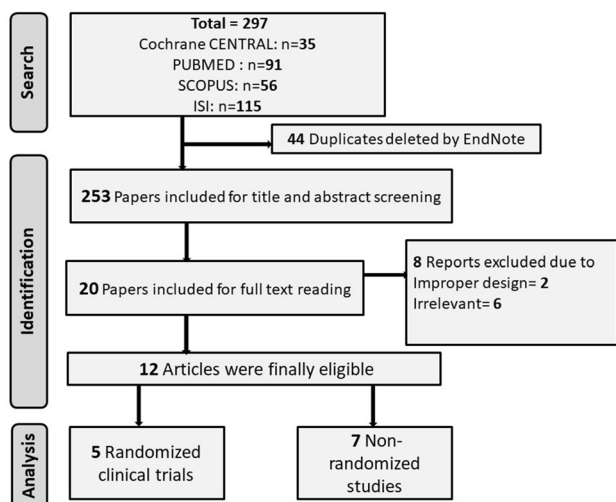 Search
Total = 297
Cochrane CENTRAL: n=35
PUBMED : n=91
SCOPUS: n=56
ISI: n=115
44 Duplicates deleted by EndNote
Identification
253 Papers included for title and abstract screening
20 Papers included for full text reading
8 Reports excluded due to
Improper design= 2
Irrelevant= 6
12 Articles were finally eligible
Analysis
5 Randomized
clinical trials
7 Non-
randomized
studies